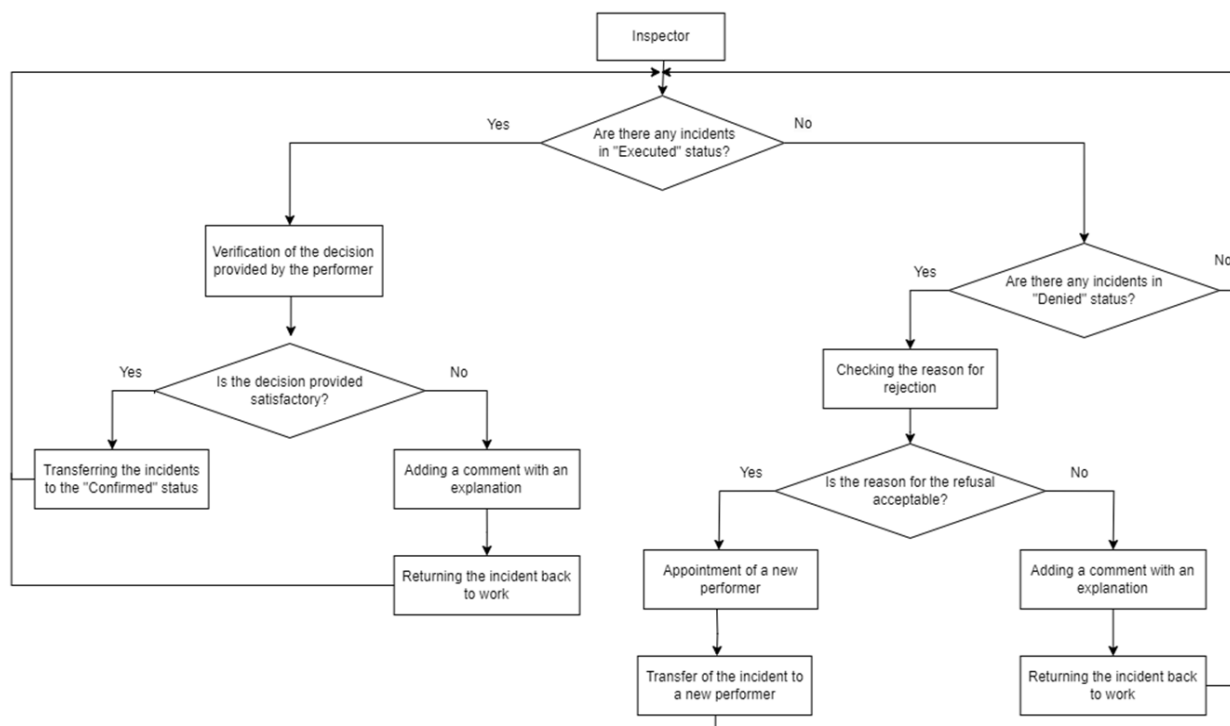 Inspector
Are there any incidents
in "Executed" status?
Yes
No
Verification of the decision
provided by the performer
Are there any incidents in
"Denied" status?
Yes
No
Is the decision provided
satisfactory?
Yes
No
Checking the reason for
rejection
Transferring the incidents
to the "Confirmed" status
Adding a comment with an
explanation
Is the reason for the refusal
acceptable?
Yes
No
Returning the incident back
to work
Appointment of a new
performer
Adding a comment with an
explanation
Transfer of the incident to
a new performer
Returning the incident back
to work